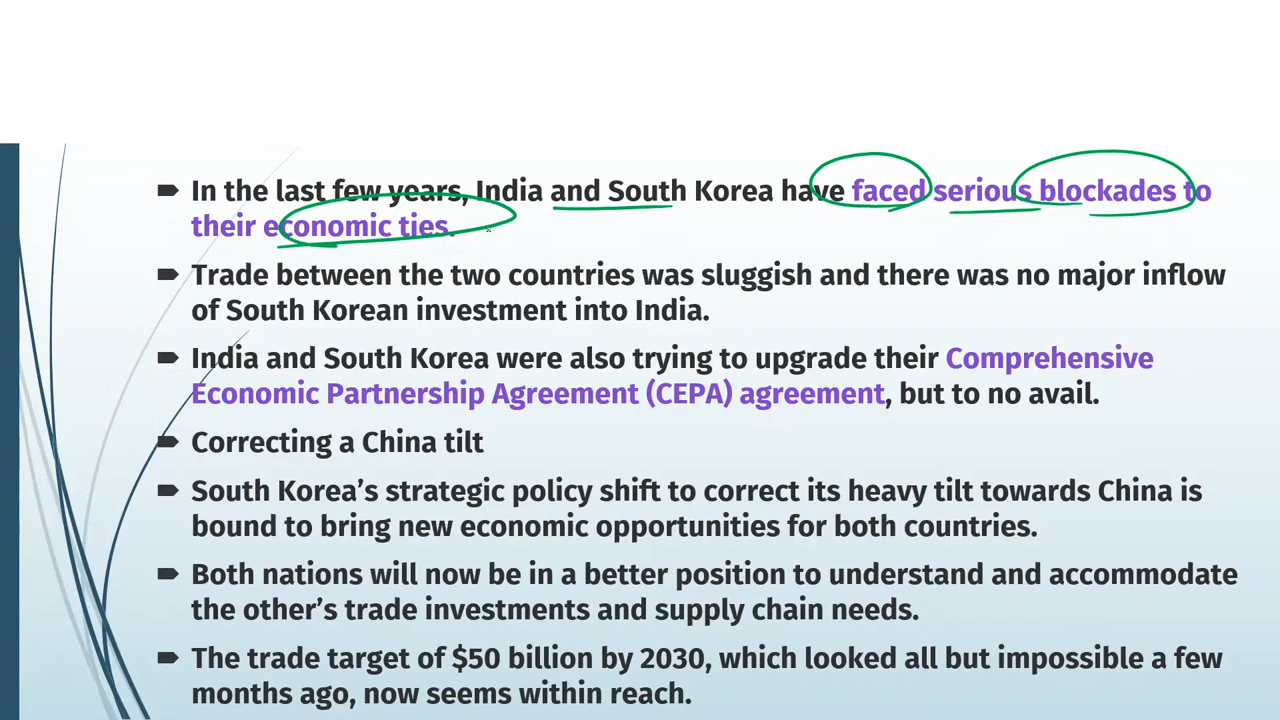 In the last few years, India and South Korea have faced serious blockades to
their economic ties.
Trade between the two countries was sluggish and there was no major inflow
of South Korean investment into India.
India and South Korea were also trying to upgrade their Comprehensive
Economic Partnership Agreement (CEPA) agreement, but to no avail.
Correcting a China tilt
South Korea’s strategic policy shift to correct its heavy tilt towards China is
bound to bring new economic opportunities for both countries.
Both nations will now be in a better position to understand and accommodate
the other’s trade investments and supply chain needs.
The trade target of $50 billion by 2030, which looked all but impossible a few
months ago, now seems within reach.